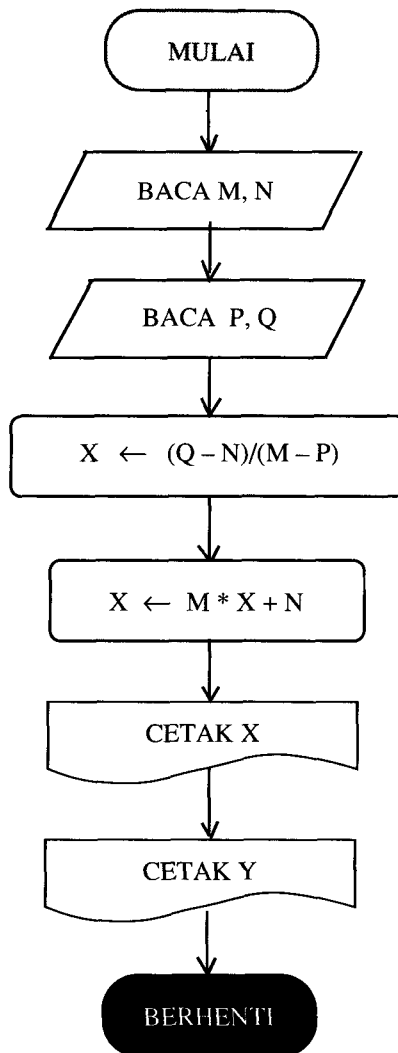 MULAI
BACA M, N
BACA P, Q
X ← (Q – N)/(M – P)
X ← M * X + N
CETAK X
CETAK Y
BERHENTI